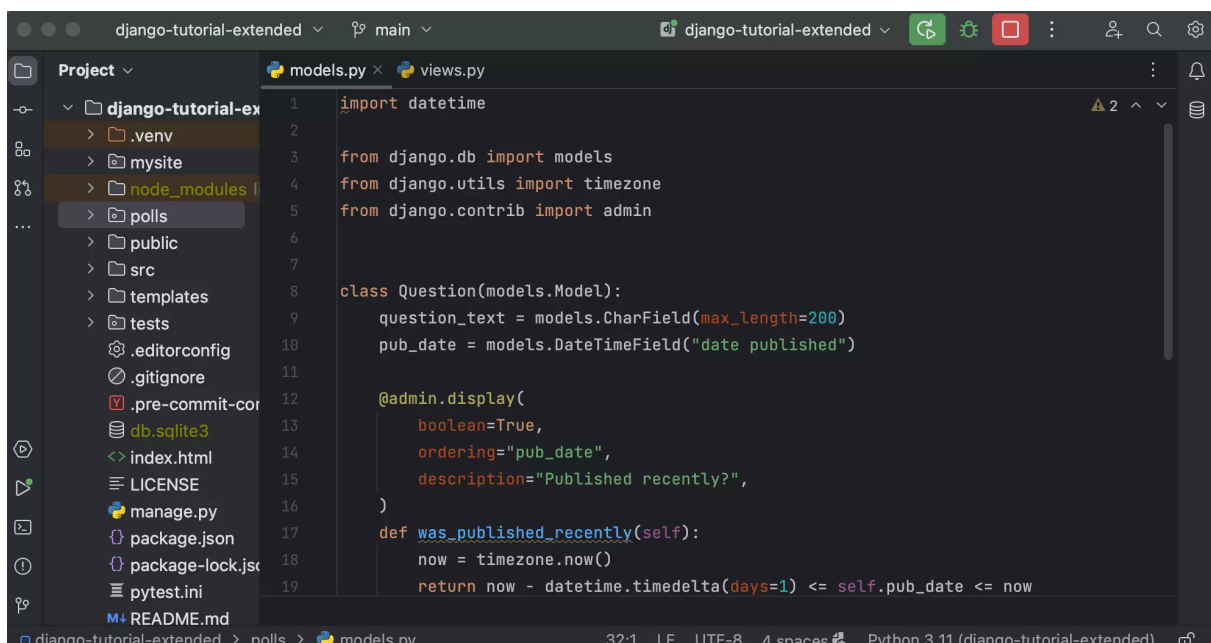 django-tutorial-extended main django-tutorial-extended
Project
models.py views.py
django-tutorial-ex
.venv
mysite
node_modules
polls
public
src
templates
tests
.editorconfig
.gitignore
.pre-commit-cor
db.sqlite3
index.html
LICENSE
manage.py
package.json
package-lock.jsc
pytest.ini
M↓ README.md
2
1 import datetime
2
3 from django.db import models
4 from django.utils import timezone
5 from django.contrib import admin
6
7
8 class Question(models.Model):
9 question_text = models.CharField(max_length=200)
10 pub_date = models.DateTimeField("date published")
11
12 @admin.display(
13 boolean=True,
14 ordering="pub_date",
15 description="Published recently?",
16 )
17 def was_published_recently(self):
18 now = timezone.now()
19 return now - datetime.timedelta(days=1) <= self.pub_date <= now
django-tutorial-extended > polls > models.py 32:1 LF UTF-8 4 spaces Python 3.11 (django-tutorial-extended)